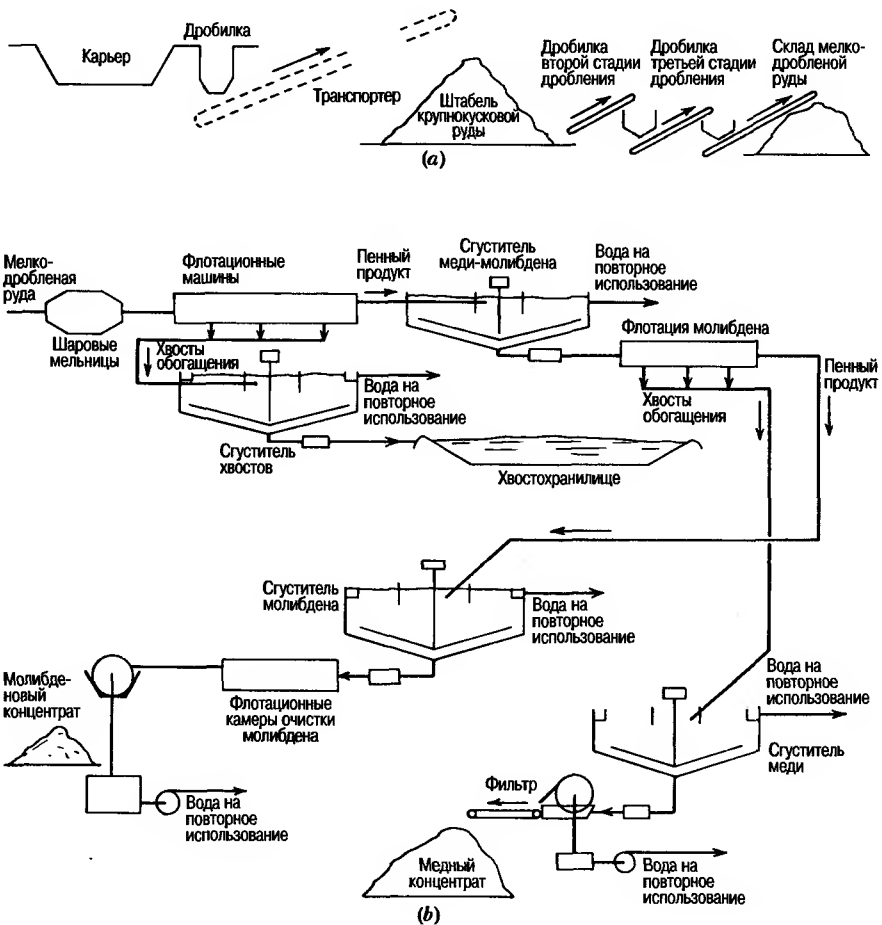 Карьер
Дробилка
Транспортер
Штабель
крупнокусковой
руды
Дробилка
второй стадии
дробления
Дробилка
третьей стадии
дробления
Склад мелко-
дробленой
руды
(a)
Мелко-
дробленая
руда
Шаровые
мельницы
Флотационные
машины
Пенный
продукт
Сгуститель
меди-молибдена
Вода на
повторное
использование
Флотация молибдена
Хвосты
обогащения
Вода на
повторное
использование
Сгуститель
хвостов
Хвостохранилище
Хвосты
обогащения
Пенный
продукт
Сгуститель
молибдена
Вода на
повторное
использование
Молибде-
новый
концентрат
Флотационные
камеры очистки
молибдена
Вода на
повторное
использование
Вода на
повторное
использование
Сгуститель
меди
Фильтр
Медный
концентрат
Вода на
повторное
использование
(b)